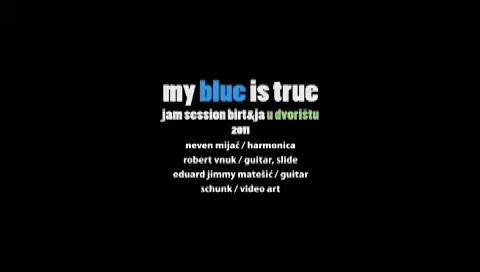 my blue is true
jam session birt&ja u dvorištu
2011
neven mijač / harmonica
robert vnuk / guitar, slide
eduard jimmy matešić / guitar
schunk / video art